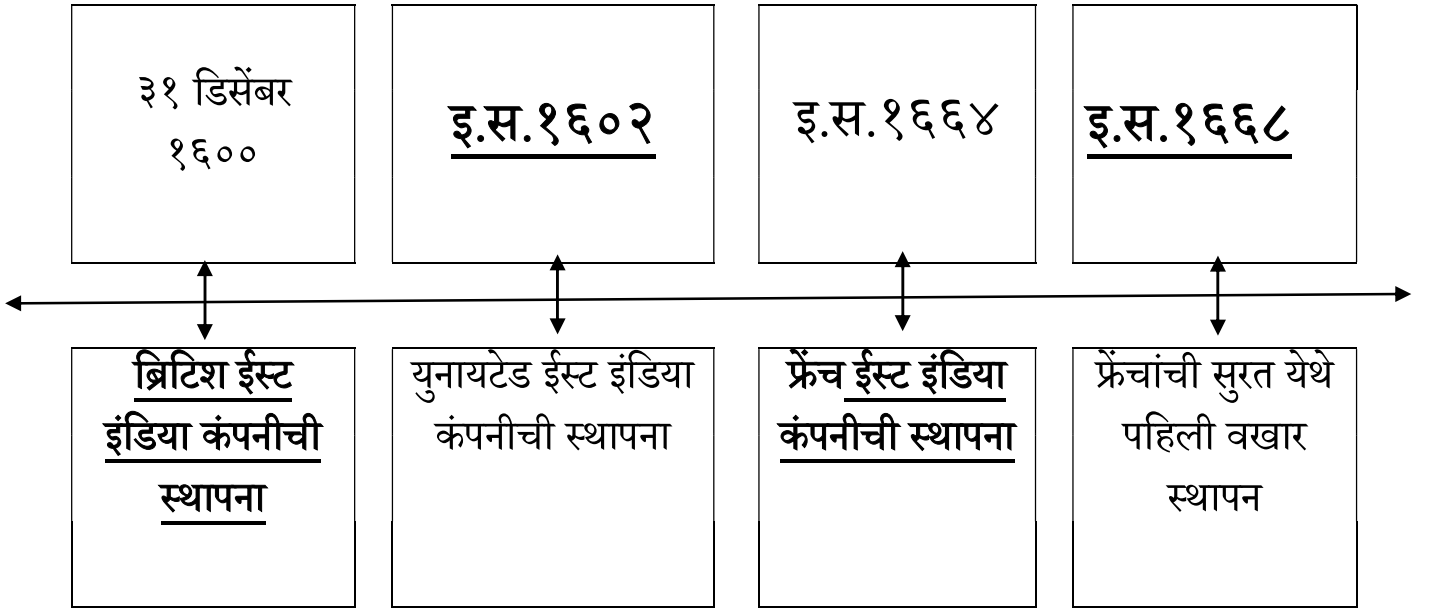 ३१ डिसेंबर
१६००
इ.स.१६०२
इ.स.१६६४
इ.स.१६६८
ब्रिटिश ईस्ट
इंडिया कंपनीची
स्थापना
युनायटेड ईस्ट इंडिया
कंपनीची स्थापना
फ्रेंच ईस्ट इंडिया
कंपनीची स्थापना
फ्रेंचांची सुरत येथे
पहिली वखार
स्थापन